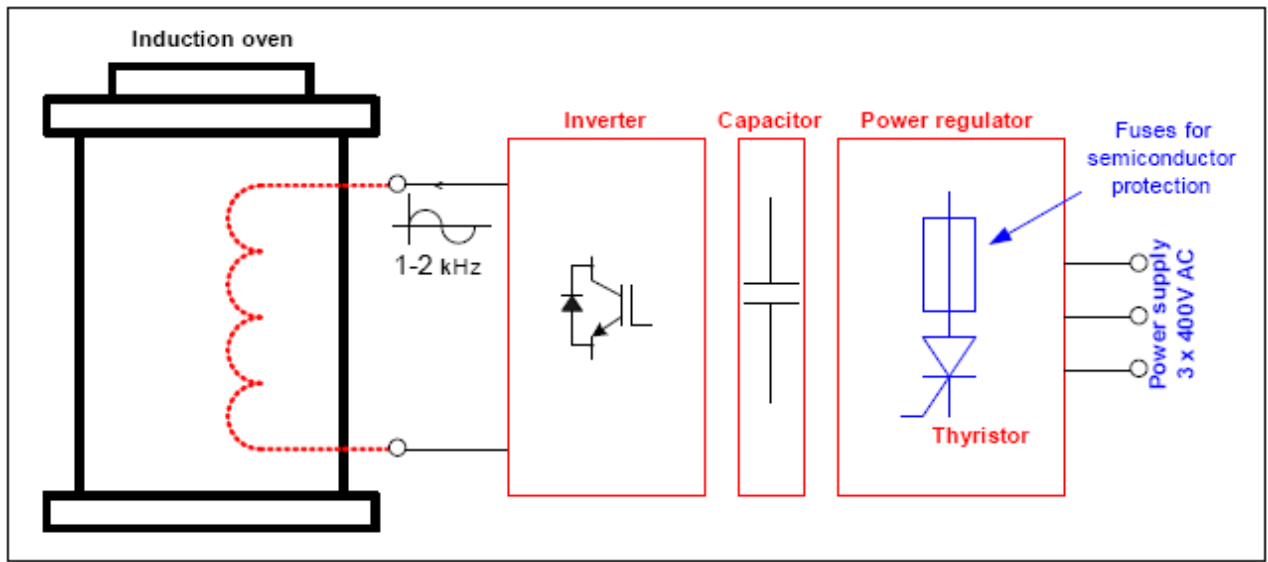 Induction oven
Inverter
Capacitor
Power regulator
Fuses for
semiconductor
protection
1-2 kHz
Thyristor
Power supply
3 x 400V AC